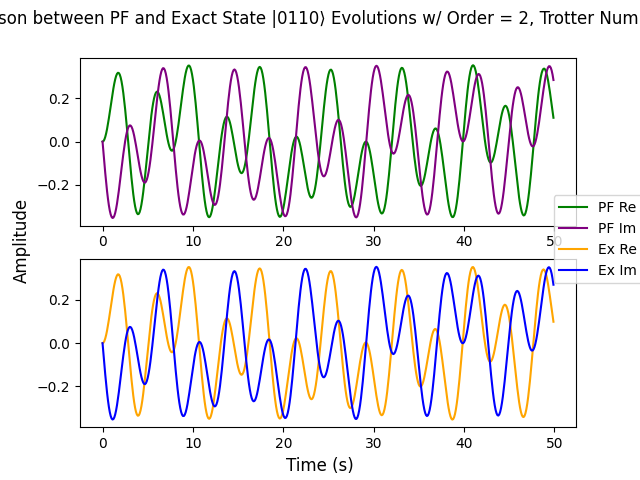 son between PF and Exact State |0110⟩ Evolutions w/ Order = 2, Trotter Num
0.2
0.0
−0.2
0 10 20 30 40 50
PF Re
PF Im
Ex Re
Ex Im
Amplitude
0.2
0.0
−0.2
0 10 20 30 40 50
Time (s)